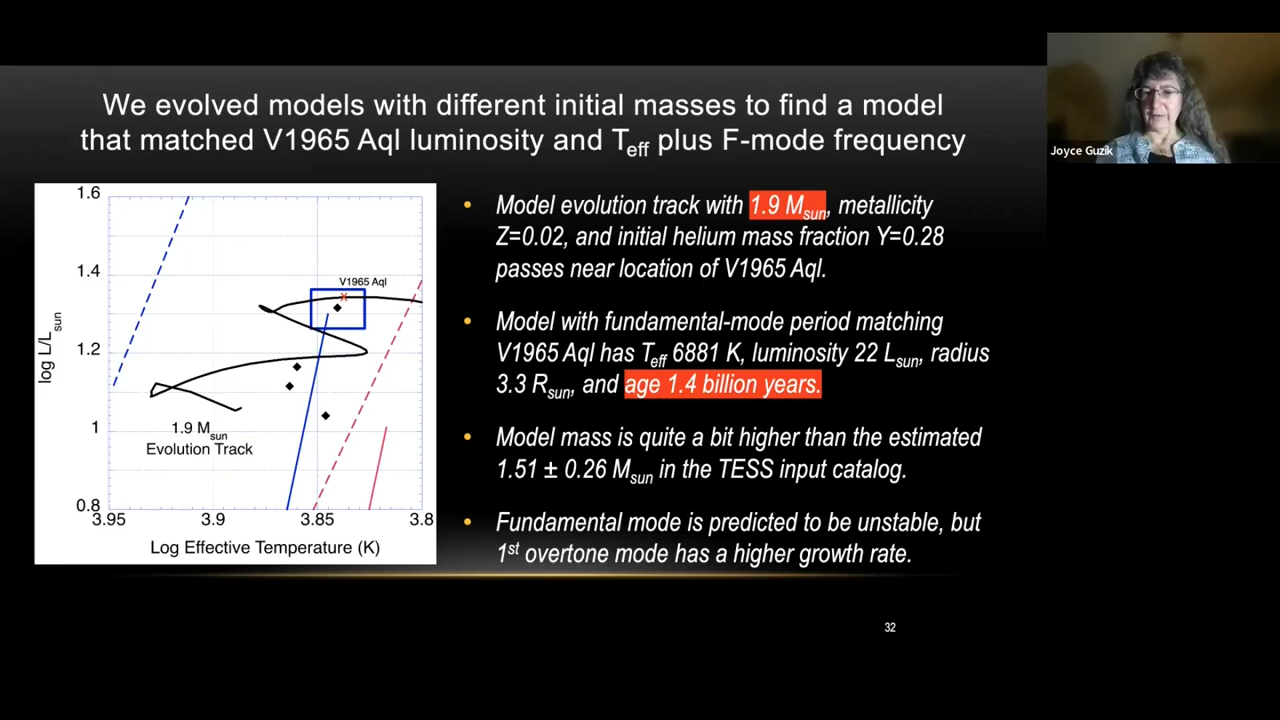 We evolved models with different initial masses to find a model
that matched V1965 Aql luminosity and Teff plus F-mode frequency
Joyce Guzik
1.6
1.4
1.2
1
0.8
log L/Lsun
V1965 Aql
1.9 Msun
Evolution Track
3.95
3.9
3.85
3.8
Log Effective Temperature (K)
• Model evolution track with 1.9 Msun, metallicity
Z=0.02, and initial helium mass fraction Y=0.28
passes near location of V1965 Aql.
• Model with fundamental-mode period matching
V1965 Aql has Teff 6881 K, luminosity 22 Lsun, radius
3.3 Rsun, and age 1.4 billion years.
• Model mass is quite a bit higher than the estimated
1.51 ± 0.26 Msun in the TESS input catalog.
• Fundamental mode is predicted to be unstable, but
1st overtone mode has a higher growth rate.
32